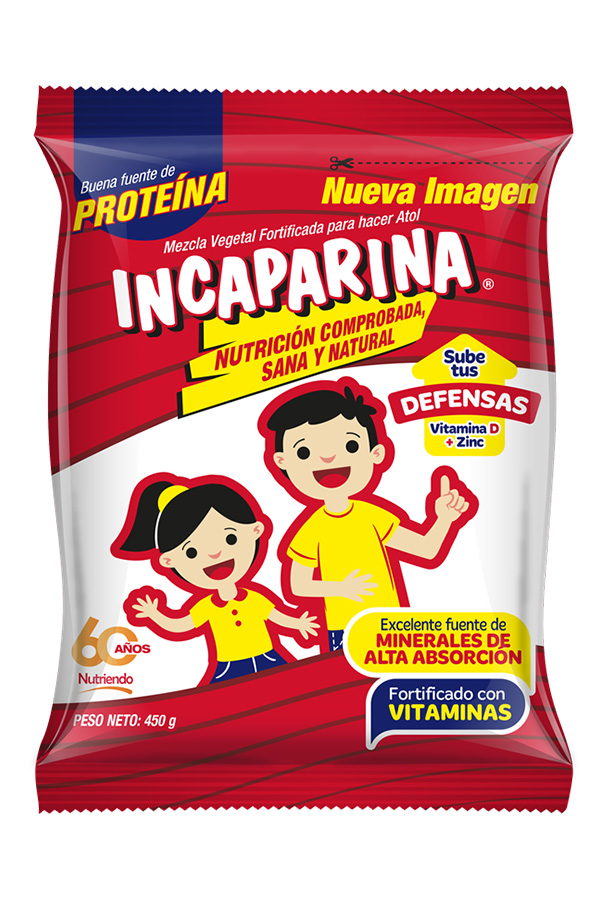 Buena fuente de
PROTEÍNA
Nueva Imagen
Mezcla Vegetal Fortificada para hacer Atol
INCAPARINA®
NUTRICIÓN COMPROBADA,
SANA Y NATURAL
Sube
tus
DEFENSAS
Vitamina D
+ Zinc
60 AÑOS
Nutriendo
Excelente fuente de
MINERALES DE
ALTA ABSORCIÓN
Fortificado con
VITAMINAS
PESO NETO: 450 g